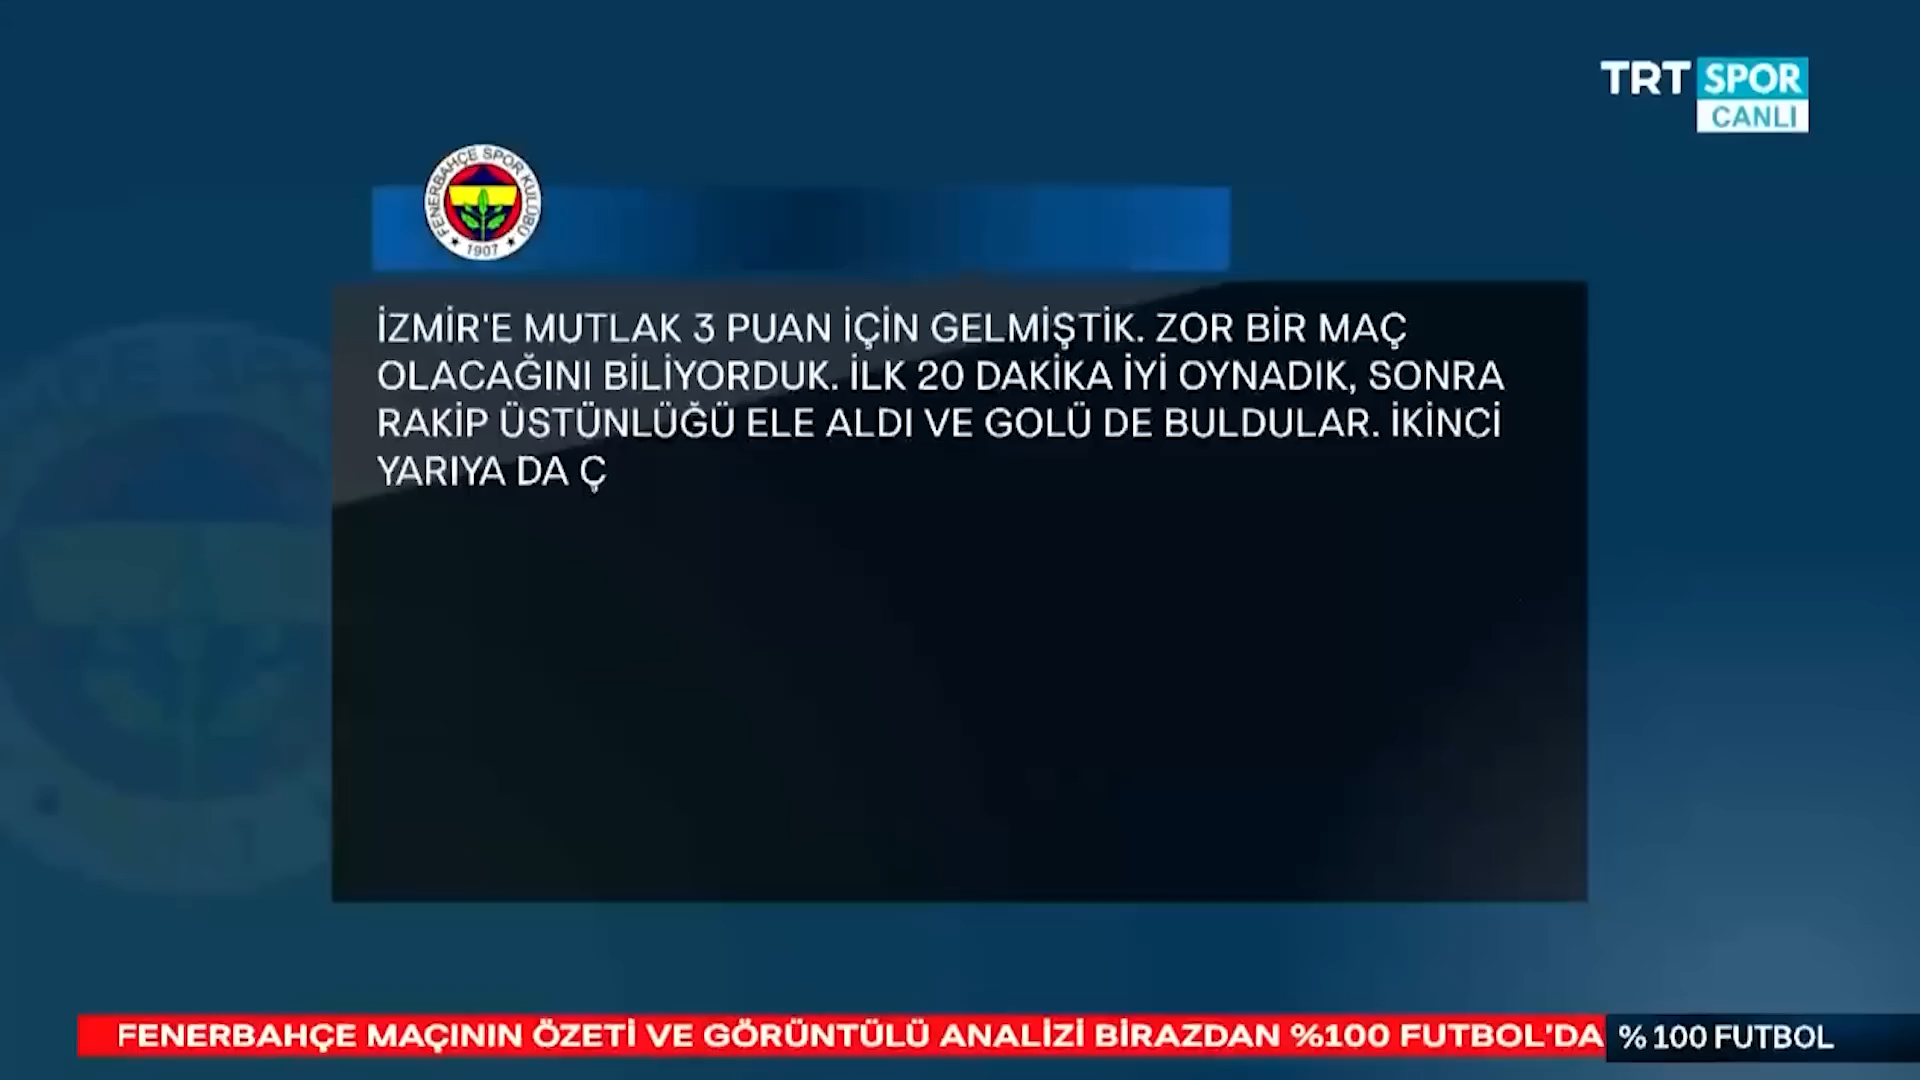 TRT SPOR
CANLI
FENERBAHÇE SPOR KULÜBÜ
1907
İZMİR'E MUTLAK 3 PUAN İÇİN GELMİŞTİK. ZOR BİR MAÇ
OLACAĞINI BİLİYORDUK. İLK 20 DAKİKA İYİ OYNADIK, SONRA
RAKİP ÜSTÜNLÜĞÜ ELE ALDI VE GOLÜ DE BULDULAR. İKİNCİ
YARIYA DA Ç
FENERBAHÇE MAÇININ ÖZETİ VE GÖRÜNTÜLÜ ANALİZİ BİRAZDAN %100 FUTBOL'DA
% 100 FUTBOL